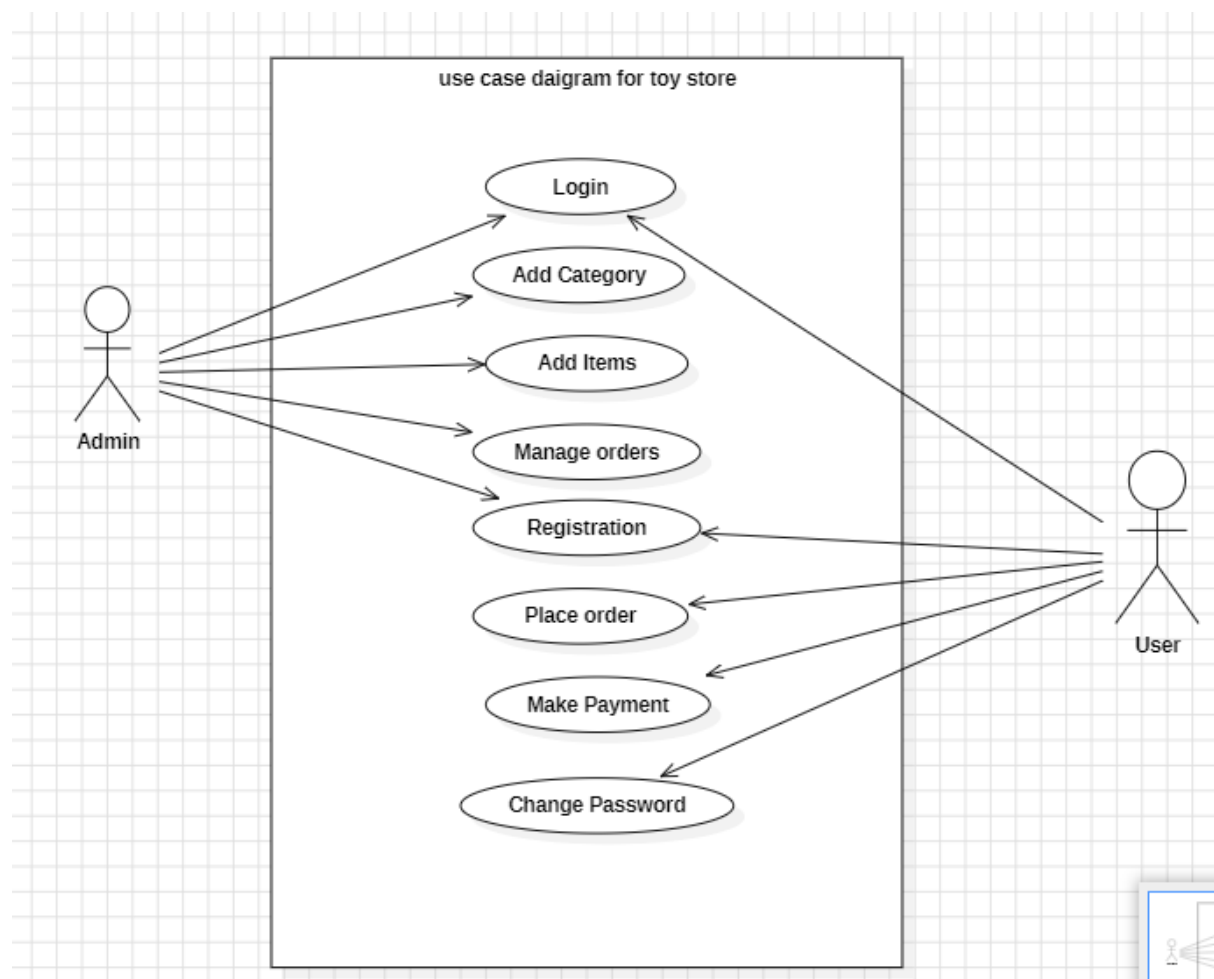 use case daigram for toy store
Login
Add Category
Add Items
Admin
Manage orders
Registration
Place order
User
Make Payment
Change Password